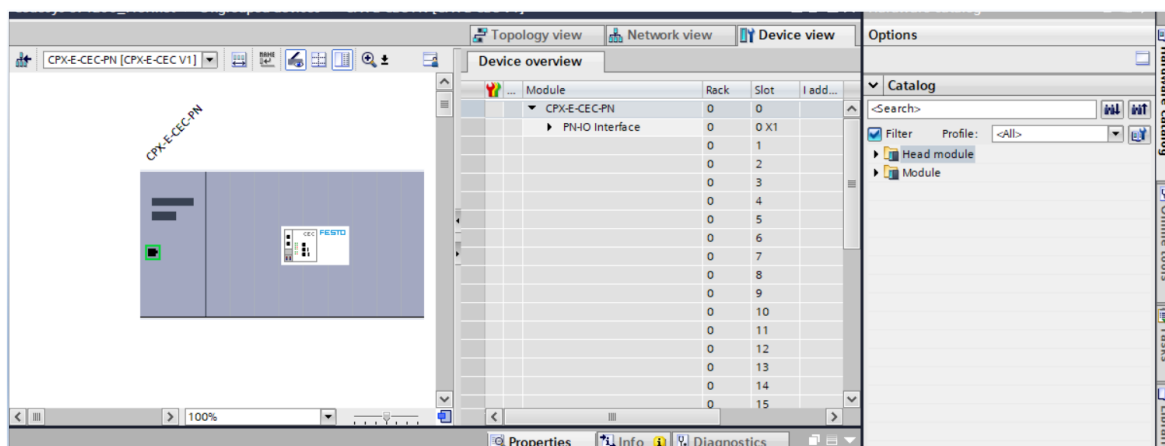 Topology view
Network view
Device view
Options
CPX-E-CEC-PN [CPX-E-CEC V1]
Device overview
... Module Rack Slot I add...
CPX-E-CEC-PN 0 0
PN-IO Interface 0 0 X1
0 1
0 2
0 3
0 4
0 5
0 6
0 7
0 8
0 9
0 10
0 11
0 12
0 13
0 14
0 15
CPX-E-CEC-PN
CEC FESTO
100%
Catalog
<Search>
Filter Profile: <All>
Head module
Module
Properties
Info
Diagnostics